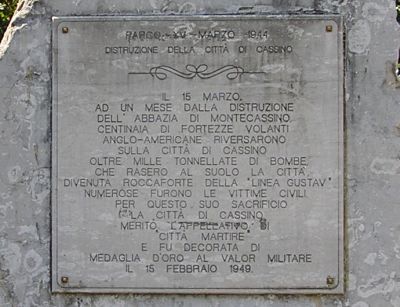 PARCO - XV - MARZO - 1944
DISTRUZIONE DELLA CITTÀ DI CASSINO
IL 15 MARZO,
AD UN MESE DALLA DISTRUZIONE
DELL'ABBAZIA DI MONTECASSINO,
CENTINAIA DI FORTEZZE VOLANTI
ANGLO-AMERICANE RIVERSARONO
SULLA CITTÀ DI CASSINO
OLTRE MILLE TONNELLATE DI BOMBE,
CHE RASERO AL SUOLO LA CITTÀ,
DIVENUTA ROCCAFORTE DELLA "LINEA GUSTAV"
NUMEROSE FURONO LE VITTIME CIVILI.
PER QUESTO SUO SACRIFICIO
LA CITTÀ DI CASSINO
MERITÒ L'APPELLATIVO DI
"CITTÀ MARTIRE"
E FU DECORATA DI
MEDAGLIA D'ORO AL VALOR MILITARE
IL 15 FEBBRAIO 1949.